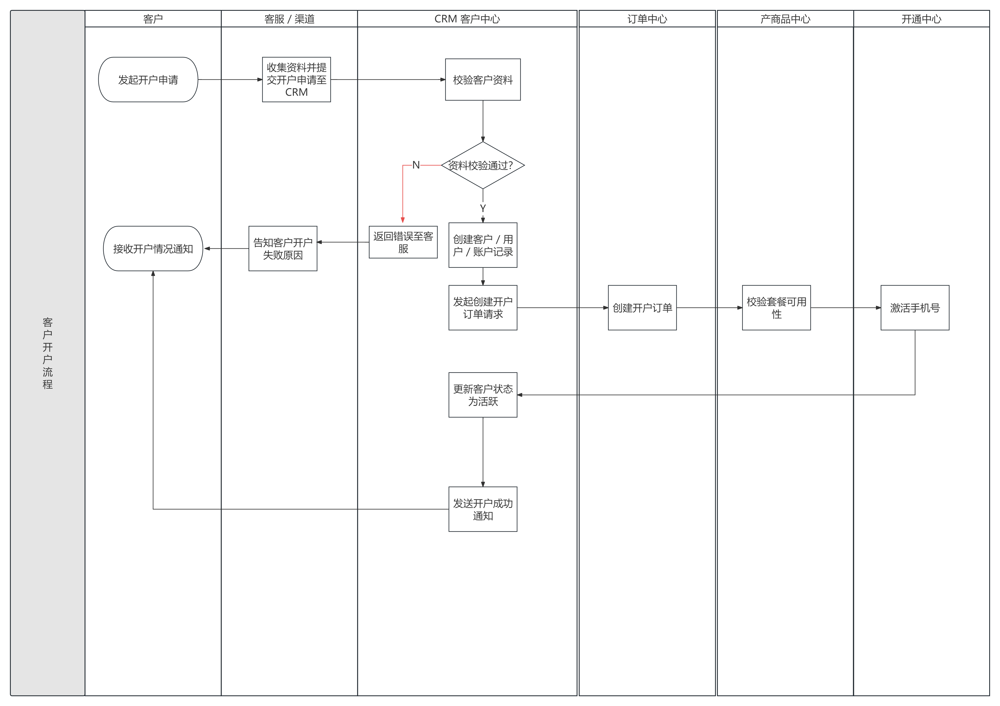 客户
客服 / 渠道
CRM 客户中心
订单中心
产商品中心
开通中心
客
户
开
户
流
程
发起开户申请
收集资料并提
交开户申请至
CRM
校验客户资料
资料校验通过?
N
Y
接收开户情况通知
告知客户开户
失败原因
返回错误至客
服
创建客户 / 用
户 / 账户记录
发起创建开户
订单请求
创建开户订单
校验套餐可用
性
激活手机号
更新客户状态
为活跃
发送开户成功
通知